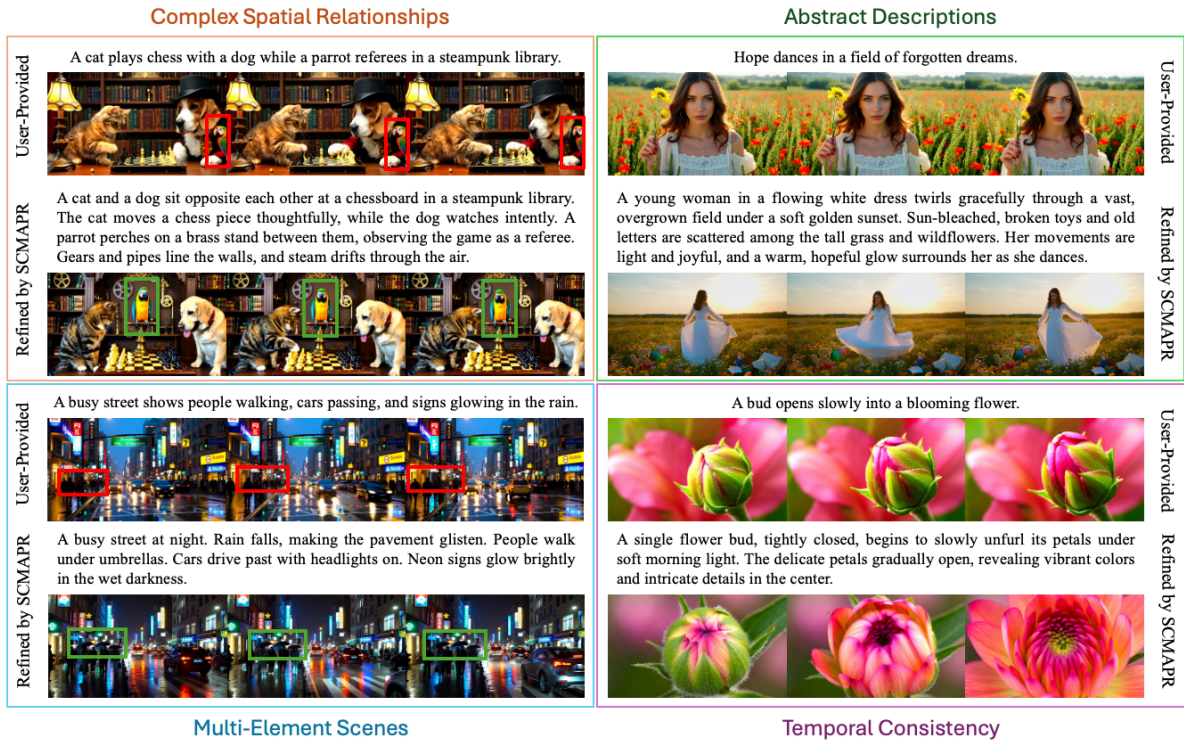 Complex Spatial Relationships
Abstract Descriptions
User-Provided
A cat plays chess with a dog while a parrot referees in a steampunk library.
Refined by SCMAPR
A cat and a dog sit opposite each other at a chessboard in a steampunk library.
The cat moves a chess piece thoughtfully, while the dog watches intently. A
parrot perches on a brass stand between them, observing the game as a referee.
Gears and pipes line the walls, and steam drifts through the air.
Hope dances in a field of forgotten dreams.
User-Provided
A young woman in a flowing white dress twirls gracefully through a vast,
overgrown field under a soft golden sunset. Sun-bleached, broken toys and old
letters are scattered among the tall grass and wildflowers. Her movements are
light and joyful, and a warm, hopeful glow surrounds her as she dances.
Refined by SCMAPR
User-Provided
A busy street shows people walking, cars passing, and signs glowing in the rain.
Refined by SCMAPR
A busy street at night. Rain falls, making the pavement glisten. People walk
under umbrellas. Cars drive past with headlights on. Neon signs glow brightly
in the wet darkness.
A bud opens slowly into a blooming flower.
User-Provided
A single flower bud, tightly closed, begins to slowly unfurl its petals under
soft morning light. The delicate petals gradually open, revealing vibrant colors
and intricate details in the center.
Refined by SCMAPR
Multi-Element Scenes
Temporal Consistency